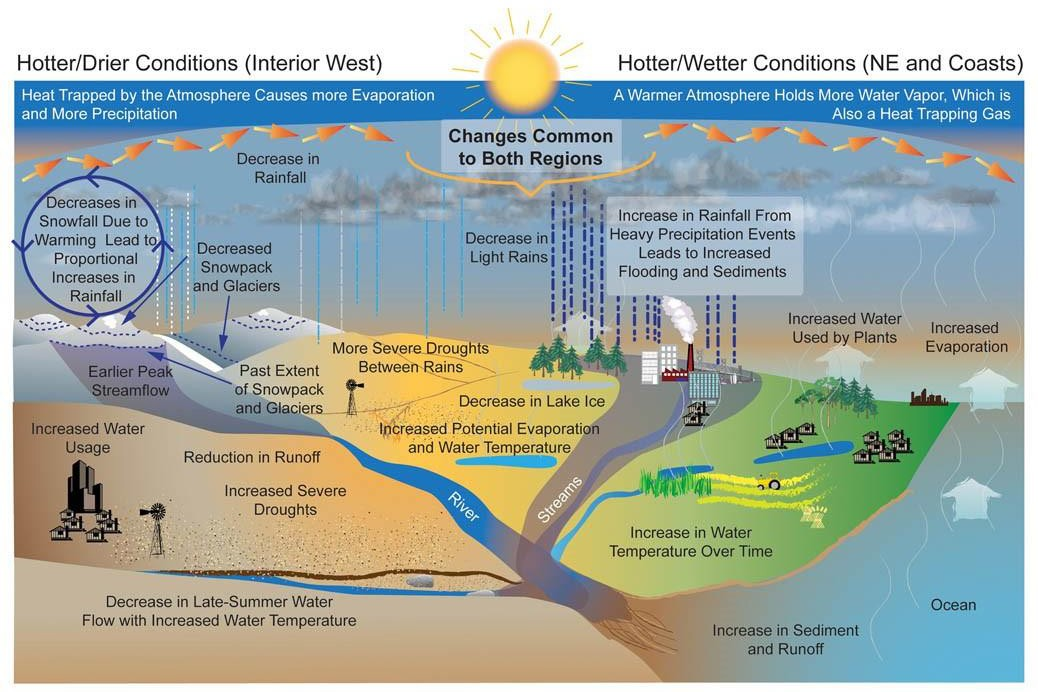 Hotter/Drier Conditions (Interior West)
Hotter/Wetter Conditions (NE and Coasts)
Heat Trapped by the Atmosphere Causes more Evaporation
and More Precipitation
A Warmer Atmosphere Holds More Water Vapor, Which is
Also a Heat Trapping Gas
Changes Common
to Both Regions
Decrease in
Rainfall
Decreases in
Snowfall Due to
Warming Lead to
Proportional
Increases in
Rainfall
Decreased
Snowpack
and Glaciers
Decrease in
Light Rains
Increase in Rainfall From
Heavy Precipitation Events
Leads to Increased
Flooding and Sediments
Increased Water
Used by Plants
Increased
Evaporation
More Severe Droughts
Between Rains
Earlier Peak
Streamflow
Past Extent
of Snowpack
and Glaciers
Decrease in Lake Ice
Increased Potential Evaporation
and Water Temperature
Increased Water
Usage
Reduction in Runoff
Increased Severe
Droughts
River
Streams
Increase in Water
Temperature Over Time
Decrease in Late-Summer Water
Flow with Increased Water Temperature
Ocean
Increase in Sediment
and Runoff